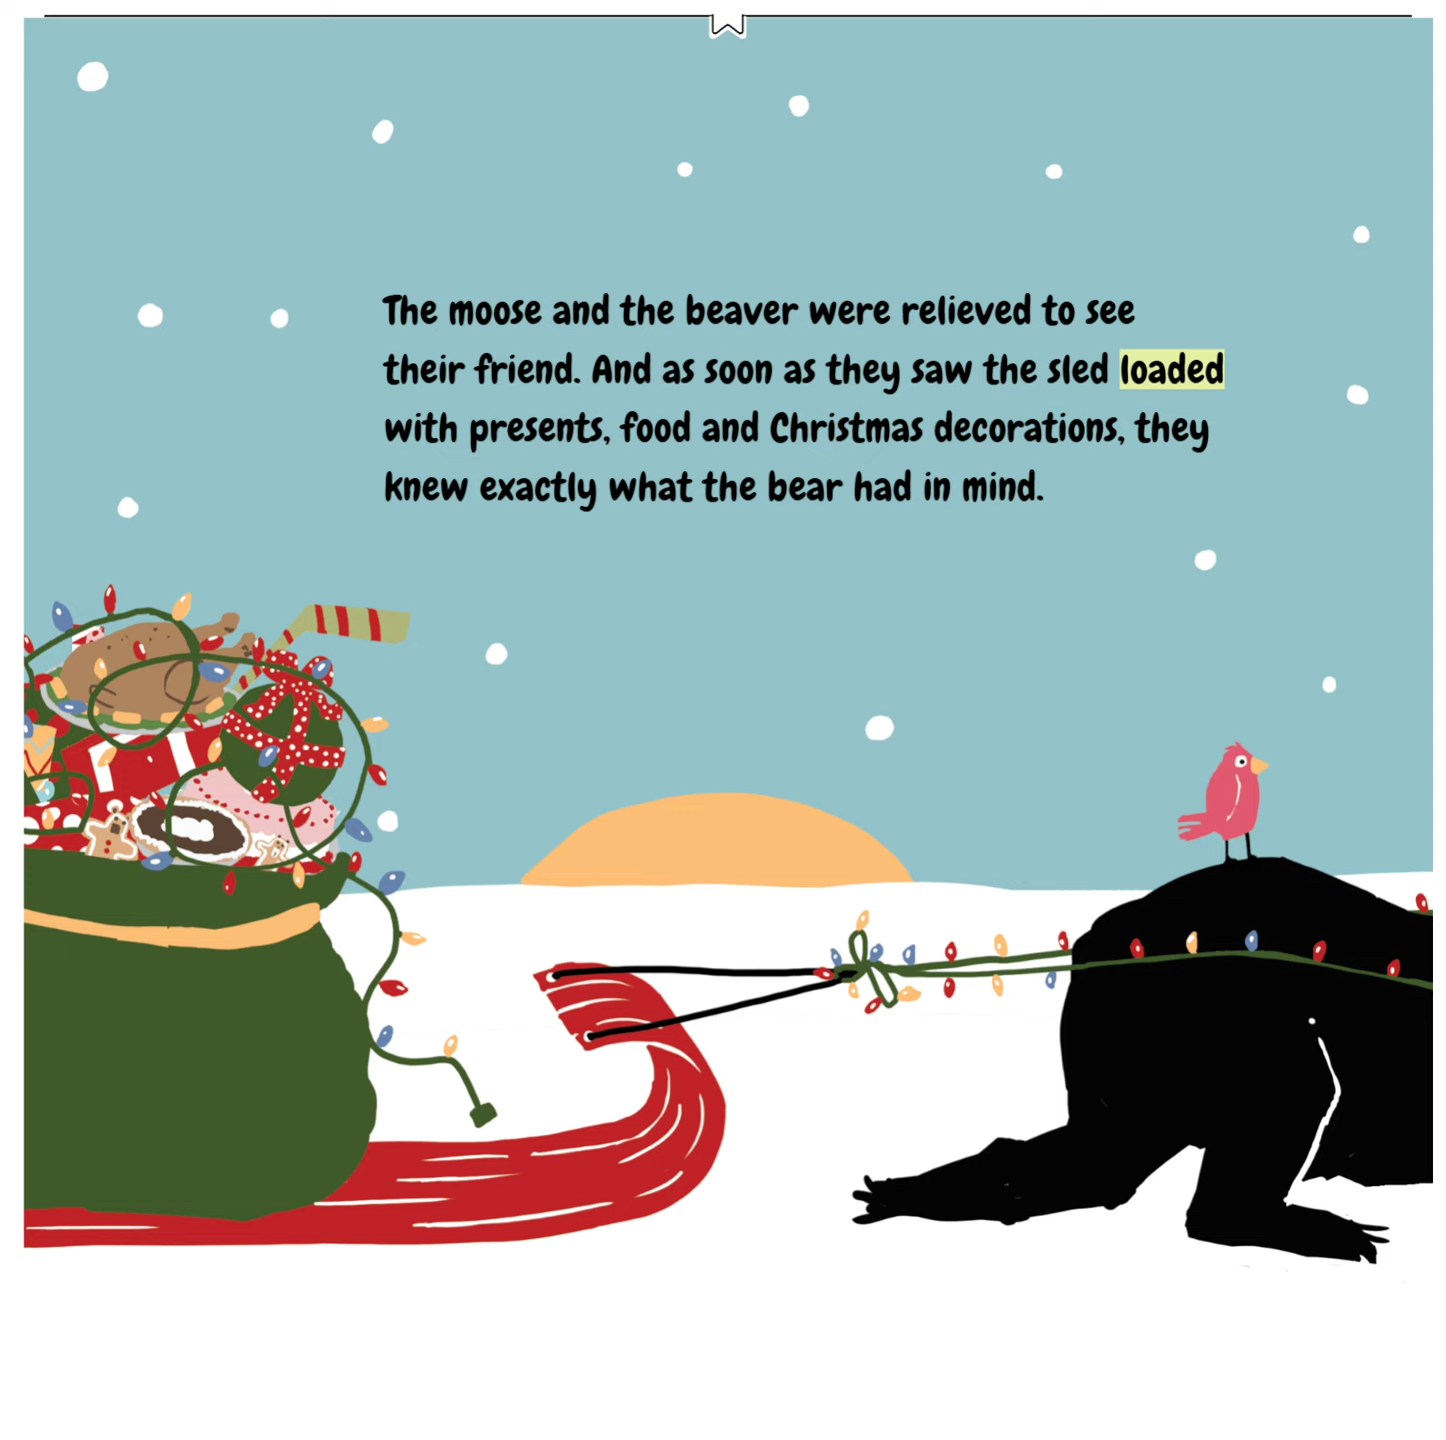 The moose and the beaver were relieved to see
their friend. And as soon as they saw the sled loaded
with presents, food and Christmas decorations, they
knew exactly what the bear had in mind.